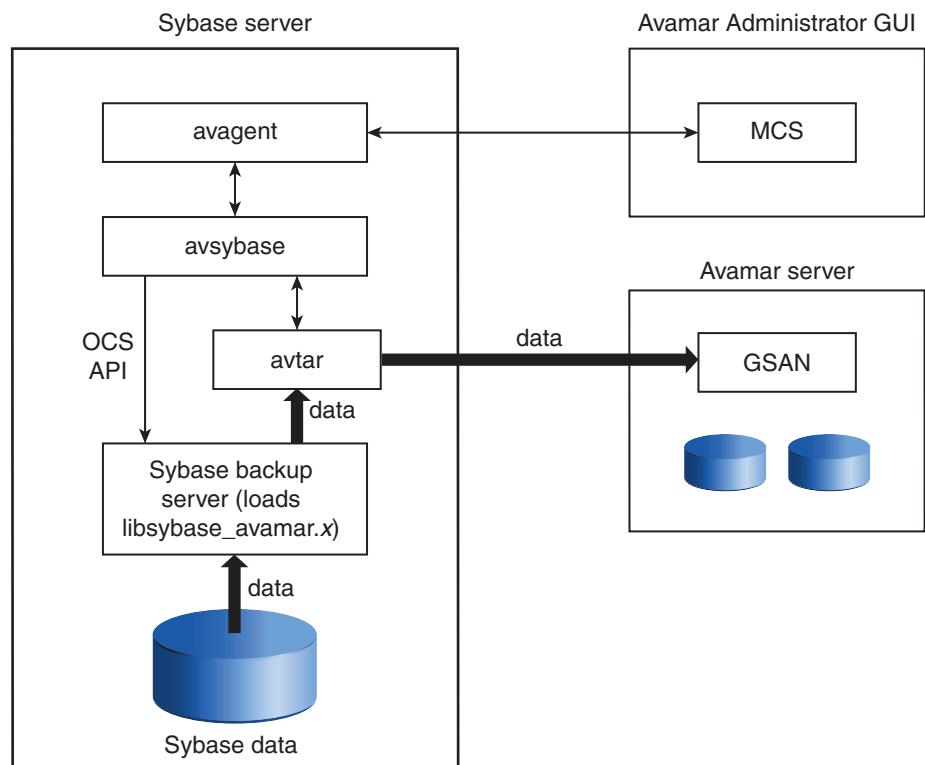 Sybase server
Avamar Administrator GUI
avagent
MCS
avsybase
Avamar server
OCS
API
avtar
data
GSAN
data
Sybase backup
server (loads
libsybase_avamar.x)
data
Sybase data